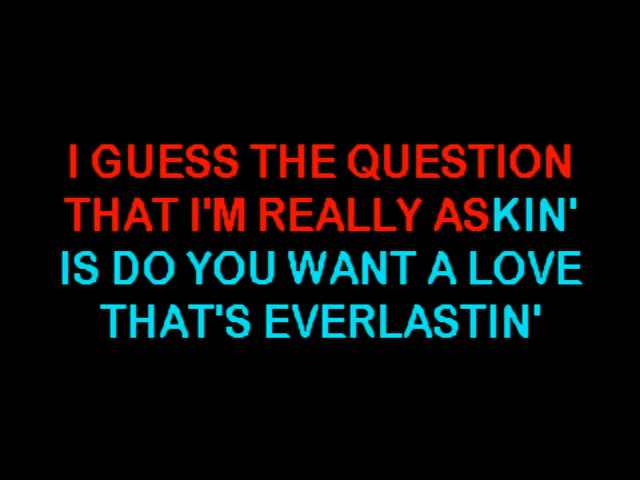 I GUESS THE QUESTION
THAT I'M REALLY ASKIN'
IS DO YOU WANT A LOVE
THAT'S EVERLASTIN'